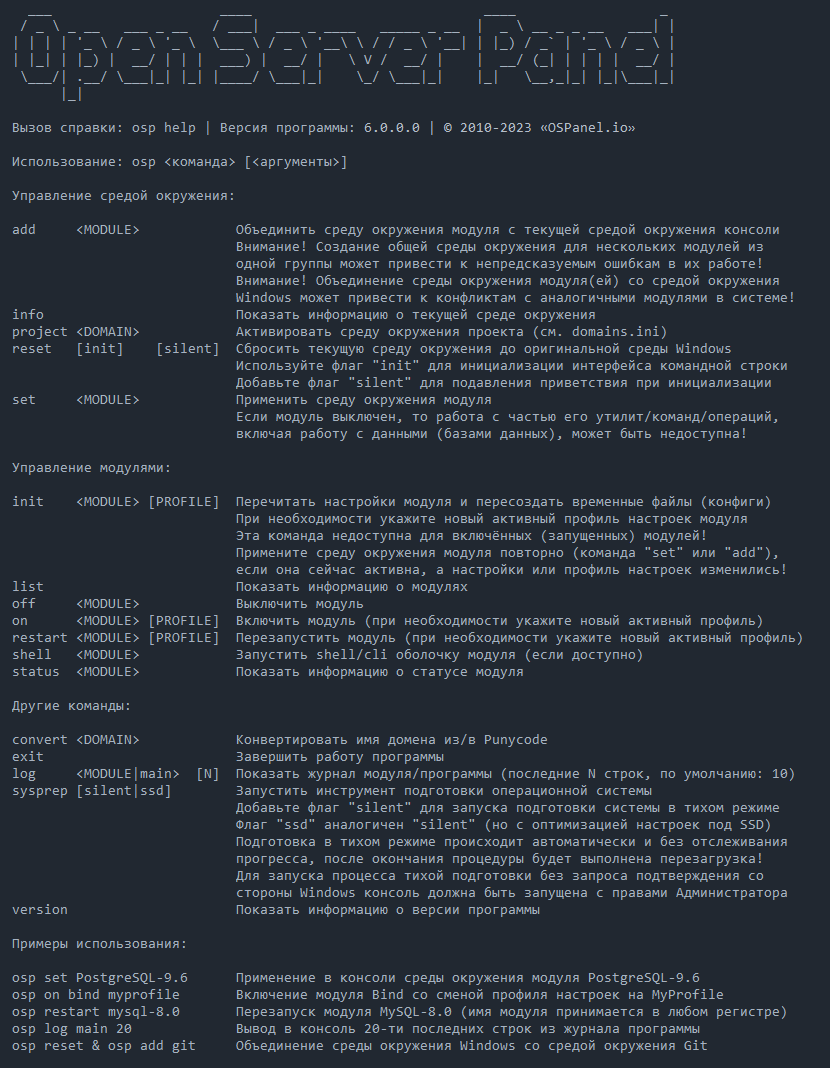 Open Server Panel
Вызов справки: osp help | Версия программы: 6.0.0.0 | © 2010-2023 «OSPanel.io»
Использование: osp <команда> [<аргументы>]
Управление средой окружения:
add     <MODULE>            Объединить среду окружения модуля с текущей средой окружения консоли
                            Внимание! Создание общей среды окружения для нескольких модулей из
                            одной группы может привести к непредсказуемым ошибкам в их работе!
                            Внимание! Объединение среды окружения модуля(ей) со средой окружения
                            Windows может привести к конфликтам с аналогичными модулями в системе!
info                        Показать информацию о текущей среде окружения
project <DOMAIN>            Активировать среду окружения проекта (см. domains.ini)
reset   [init]    [silent]  Сбросить текущую среду окружения до оригинальной среды Windows
                            Используйте флаг "init" для инициализации интерфейса командной строки
                            Добавьте флаг "silent" для подавления приветствия при инициализации
set     <MODULE>            Применить среду окружения модуля
                            Если модуль выключен, то работа с частью его утилит/команд/операций,
                            включая работу с данными (базами данных), может быть недоступна!
Управление модулями:
init    <MODULE> [PROFILE]  Перечитать настройки модуля и пересоздать временные файлы (конфиги)
                            При необходимости укажите новый активный профиль настроек модуля
                            Эта команда недоступна для включённых (запущенных) модулей!
                            Примените среду окружения модуля повторно (команда "set" или "add"),
                            если она сейчас активна, а настройки или профиль настроек изменились!
list                        Показать информацию о модулях
off     <MODULE>            Выключить модуль
on      <MODULE> [PROFILE]  Включить модуль (при необходимости укажите новый активный профиль)
restart <MODULE> [PROFILE]  Перезапустить модуль (при необходимости укажите новый активный профиль)
shell   <MODULE>            Запустить shell/cli оболочку модуля (если доступно)
status  <MODULE>            Показать информацию о статусе модуля
Другие команды:
convert <DOMAIN>            Конвертировать имя домена из/в Punycode
exit                        Завершить работу программы
log     <MODULE|main>  [N]  Показать журнал модуля/программы (последние N строк, по умолчанию: 10)
sysprep [silent|ssd]        Запустить инструмент подготовки операционной системы
                            Добавьте флаг "silent" для запуска подготовки системы в тихом режиме
                            Флаг "ssd" аналогичен "silent" (но с оптимизацией настроек под SSD)
                            Подготовка в тихом режиме происходит автоматически и без отслеживания
                            прогресса, после окончания процедуры будет выполнена перезагрузка!
                            Для запуска процесса тихой подготовки без запроса подтверждения со
                            стороны Windows консоль должна быть запущена с правами Администратора
version                     Показать информацию о версии программы
Примеры использования:
osp set PostgreSQL-9.6      Применение в консоли среды окружения модуля PostgreSQL-9.6
osp on bind myprofile       Включение модуля Bind со сменой профиля настроек на MyProfile
osp restart mysql-8.0       Перезапуск модуля MySQL-8.0 (имя модуля принимается в любом регистре)
osp log main 20             Вывод в консоль 20-ти последних строк из журнала программы
osp reset & osp add git     Объединение среды окружения Windows со средой окружения Git